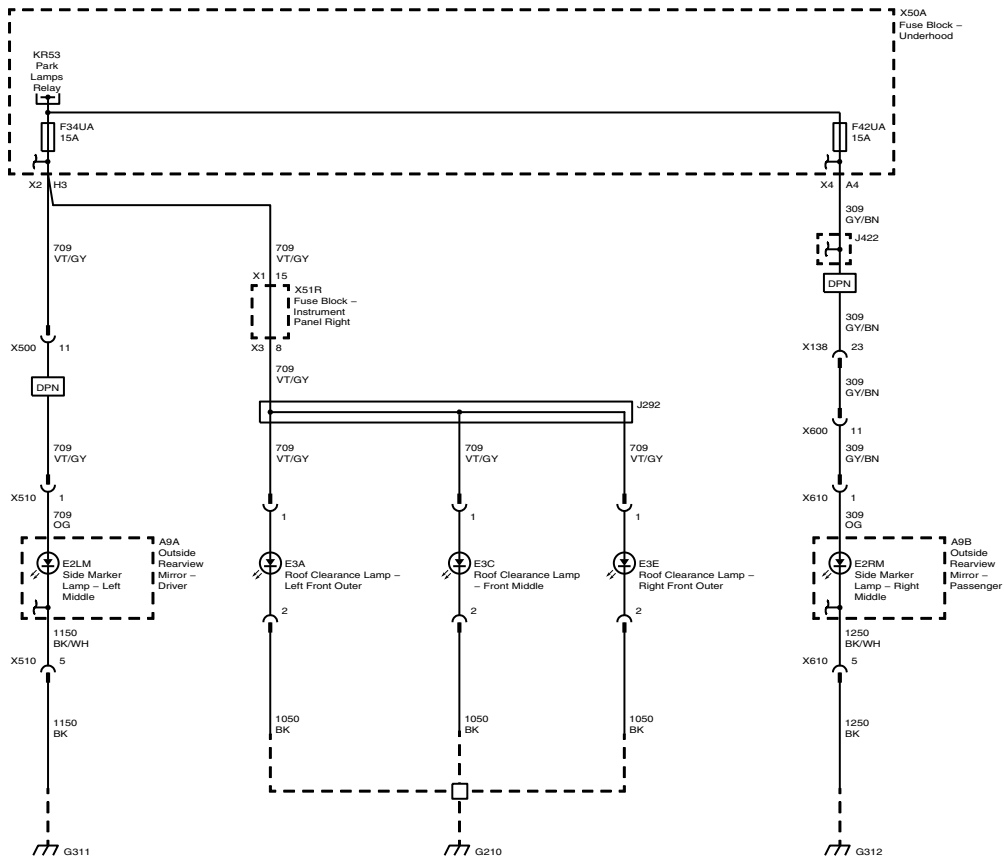 X50A
Fuse Block –
Underhood
KR53
Park
Lamps
Relay
F34UA
15A
F42UA
15A
X2 H3
X4 A4
309
GY/BN
J422
DPN
709
VT/GY
709
VT/GY
X1 15
X51R
Fuse Block –
Instrument
Panel Right
X3 8
709
VT/GY
309
GY/BN
X500 11
X138 23
DPN
309
GY/BN
J292
X600 11
709
VT/GY
709
VT/GY
709
VT/GY
709
VT/GY
309
GY/BN
X510 1
X610 1
709
OG
1
1
1
309
OG
A9A
Outside
Rearview
Mirror –
Driver
E2LM
Side Marker
Lamp – Left
Middle
E3A
Roof Clearance Lamp –
Left Front Outer
E3C
Roof Clearance Lamp
– Front Middle
E3E
Roof Clearance Lamp –
Right Front Outer
E2RM
Side Marker
Lamp – Right
Middle
A9B
Outside
Rearview
Mirror –
Passenger
2
2
2
1150
BK/WH
1250
BK/WH
X510 5
X610 5
1150
BK
1050
BK
1050
BK
1050
BK
1250
BK
G311
G210
G312